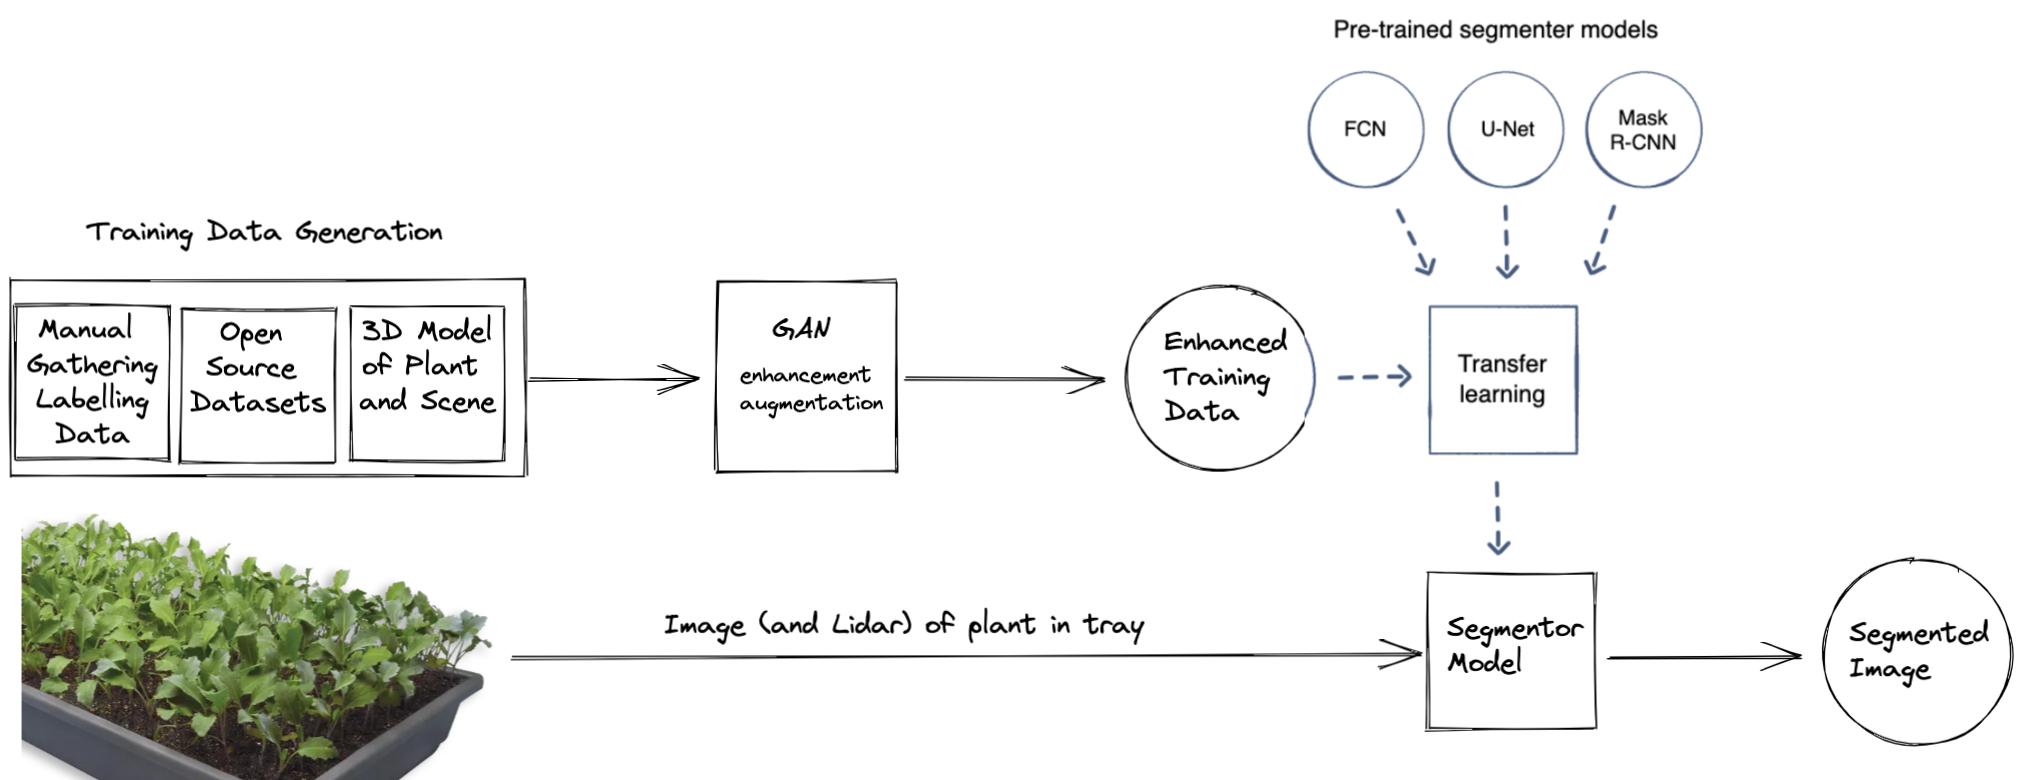 Pre-trained segmenter models
FCN
U-Net
Mask
R-CNN
Training Data Generation
Manual
Gathering
Labelling
Data
Open
Source
Datasets
3D Model
of Plant
and Scene
GAN
enhancement
augmentation
Enhanced
Training
Data
Transfer
learning
Image (and Lidar) of plant in tray
Segmentor
Model
Segmented
Image